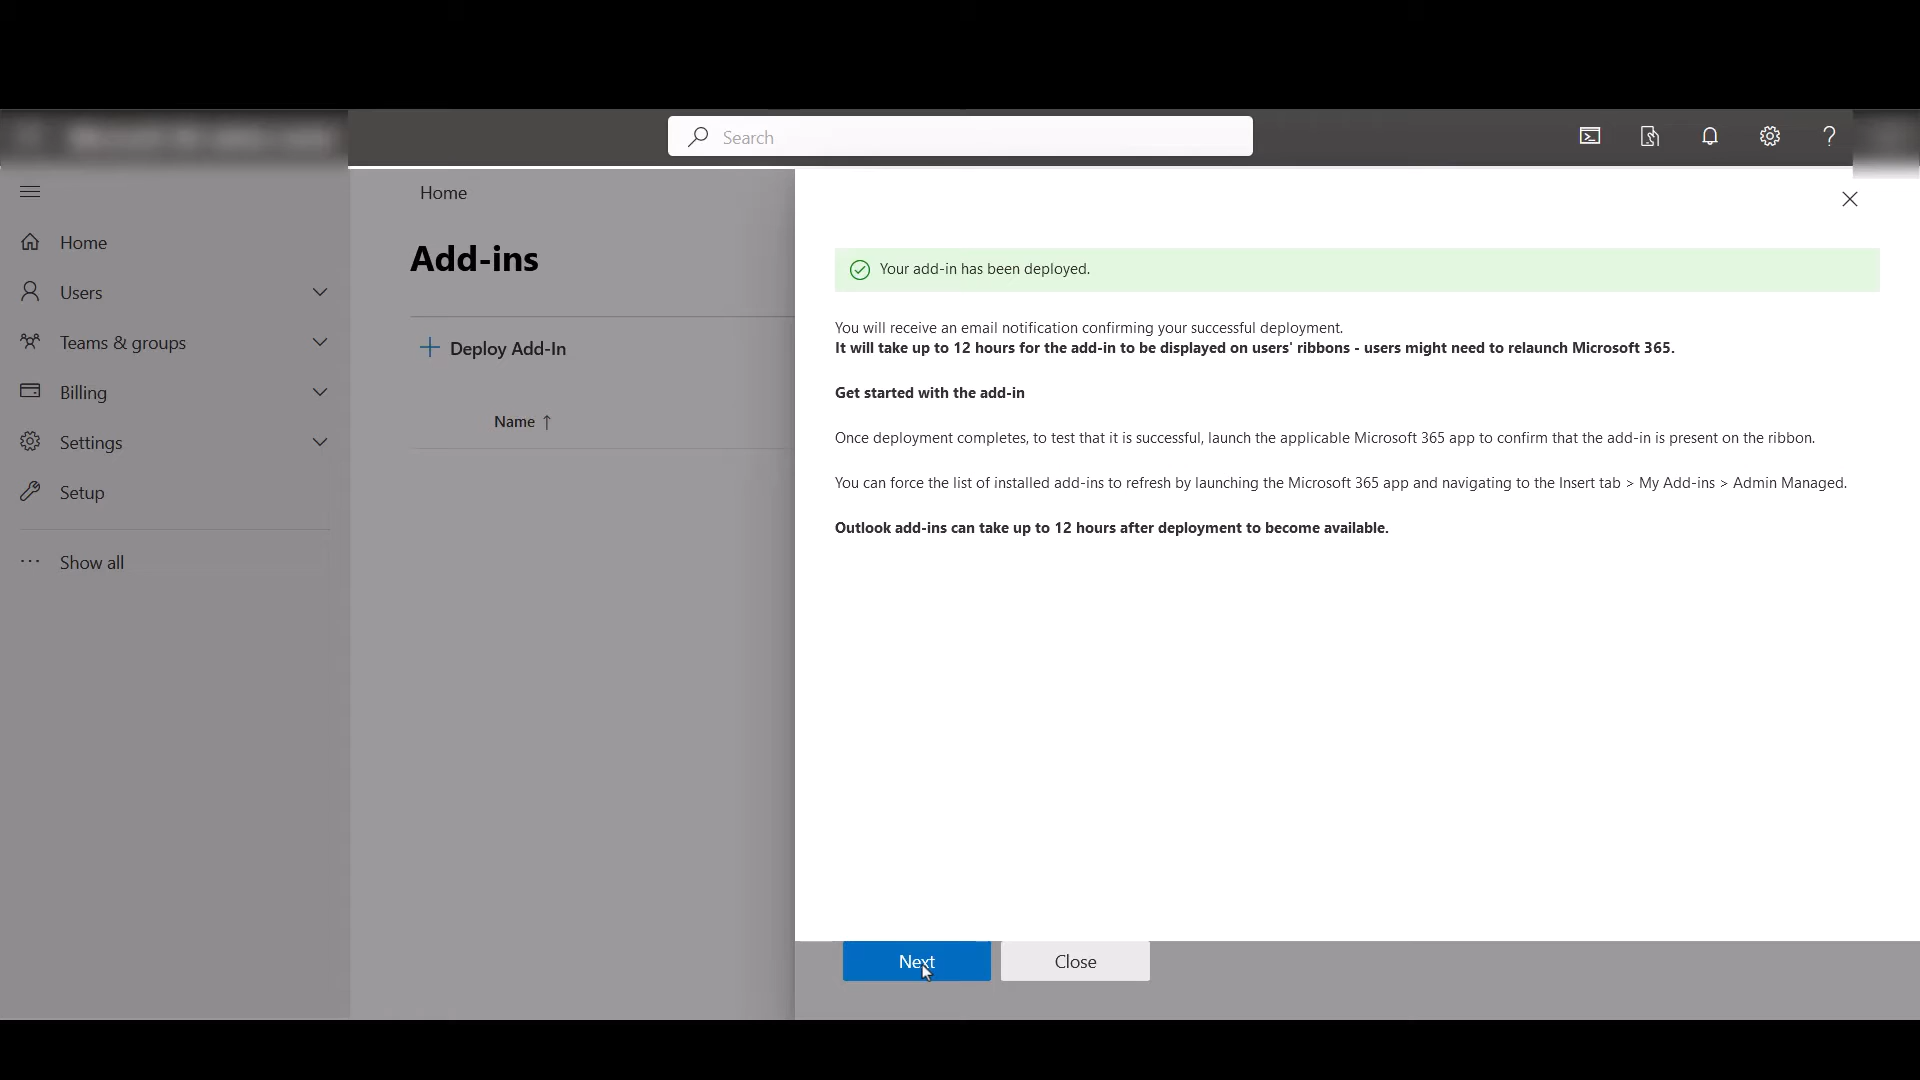 Search
Home
Users
Teams & groups
Billing
Settings
Setup
Show all
Home
Add-ins
Deploy Add-In
Name ↑
Your add-in has been deployed.
You will receive an email notification confirming your successful deployment.
It will take up to 12 hours for the add-in to be displayed on users' ribbons - users might need to relaunch Microsoft 365.
Get started with the add-in
Once deployment completes, to test that it is successful, launch the applicable Microsoft 365 app to confirm that the add-in is present on the ribbon.
You can force the list of installed add-ins to refresh by launching the Microsoft 365 app and navigating to the Insert tab > My Add-ins > Admin Managed.
Outlook add-ins can take up to 12 hours after deployment to become available.
Next
Close